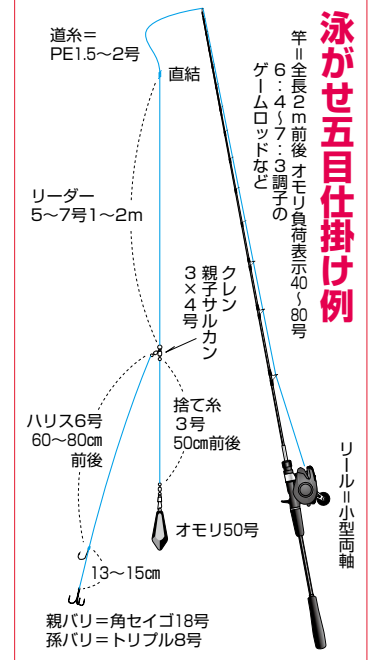 泳がせ五目仕掛け例
竿＝全長2m前後 オモリ負荷表示40～80号
6：4～7：3調子の
ゲームロッドなど
道糸＝
PE1.5～2号
直結
リーダー
5～7号1～2m
クレン
親子サルカン
3×4号
ハリス6号
60～80cm
前後
捨て糸
3号
50cm前後
リール＝小型両軸
オモリ50号
13～15cm
親バリ＝角セイゴ18号
孫バリ＝トリプル8号